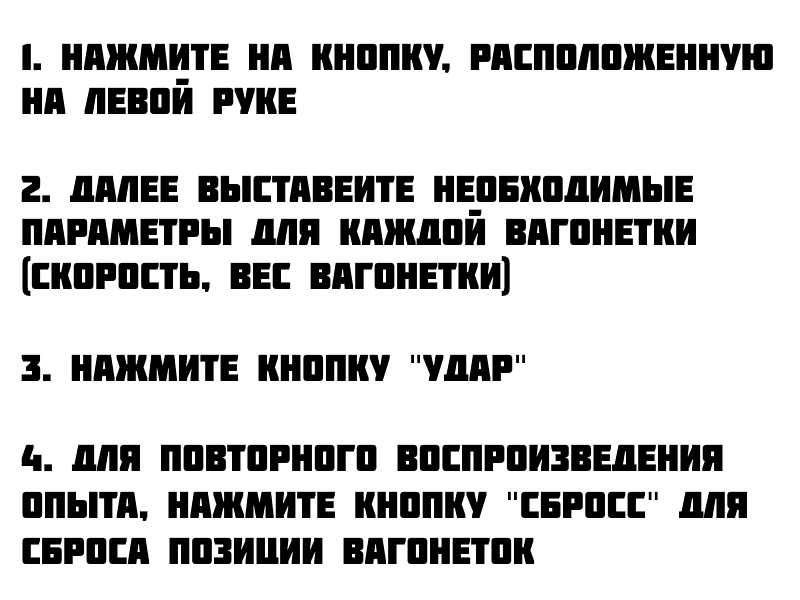 1. НАЖМИТЕ НА КНОПКУ, РАСПОЛОЖЕННУЮ
НА ЛЕВОЙ РУКЕ
2. ДАЛЕЕ ВЫСТАВЕИТЕ НЕОБХОДИМЫЕ
ПАРАМЕТРЫ ДЛЯ КАЖДОЙ ВАГОНЕТКИ
(СКОРОСТЬ, ВЕС ВАГОНЕТКИ)
3. НАЖМИТЕ КНОПКУ "УДАР"
4. ДЛЯ ПОВТОРНОГО ВОСПРОИЗВЕДЕНИЯ
ОПЫТА, НАЖМИТЕ КНОПКУ "СБРОСС" ДЛЯ
СБРОСА ПОЗИЦИИ ВАГОНЕТОК